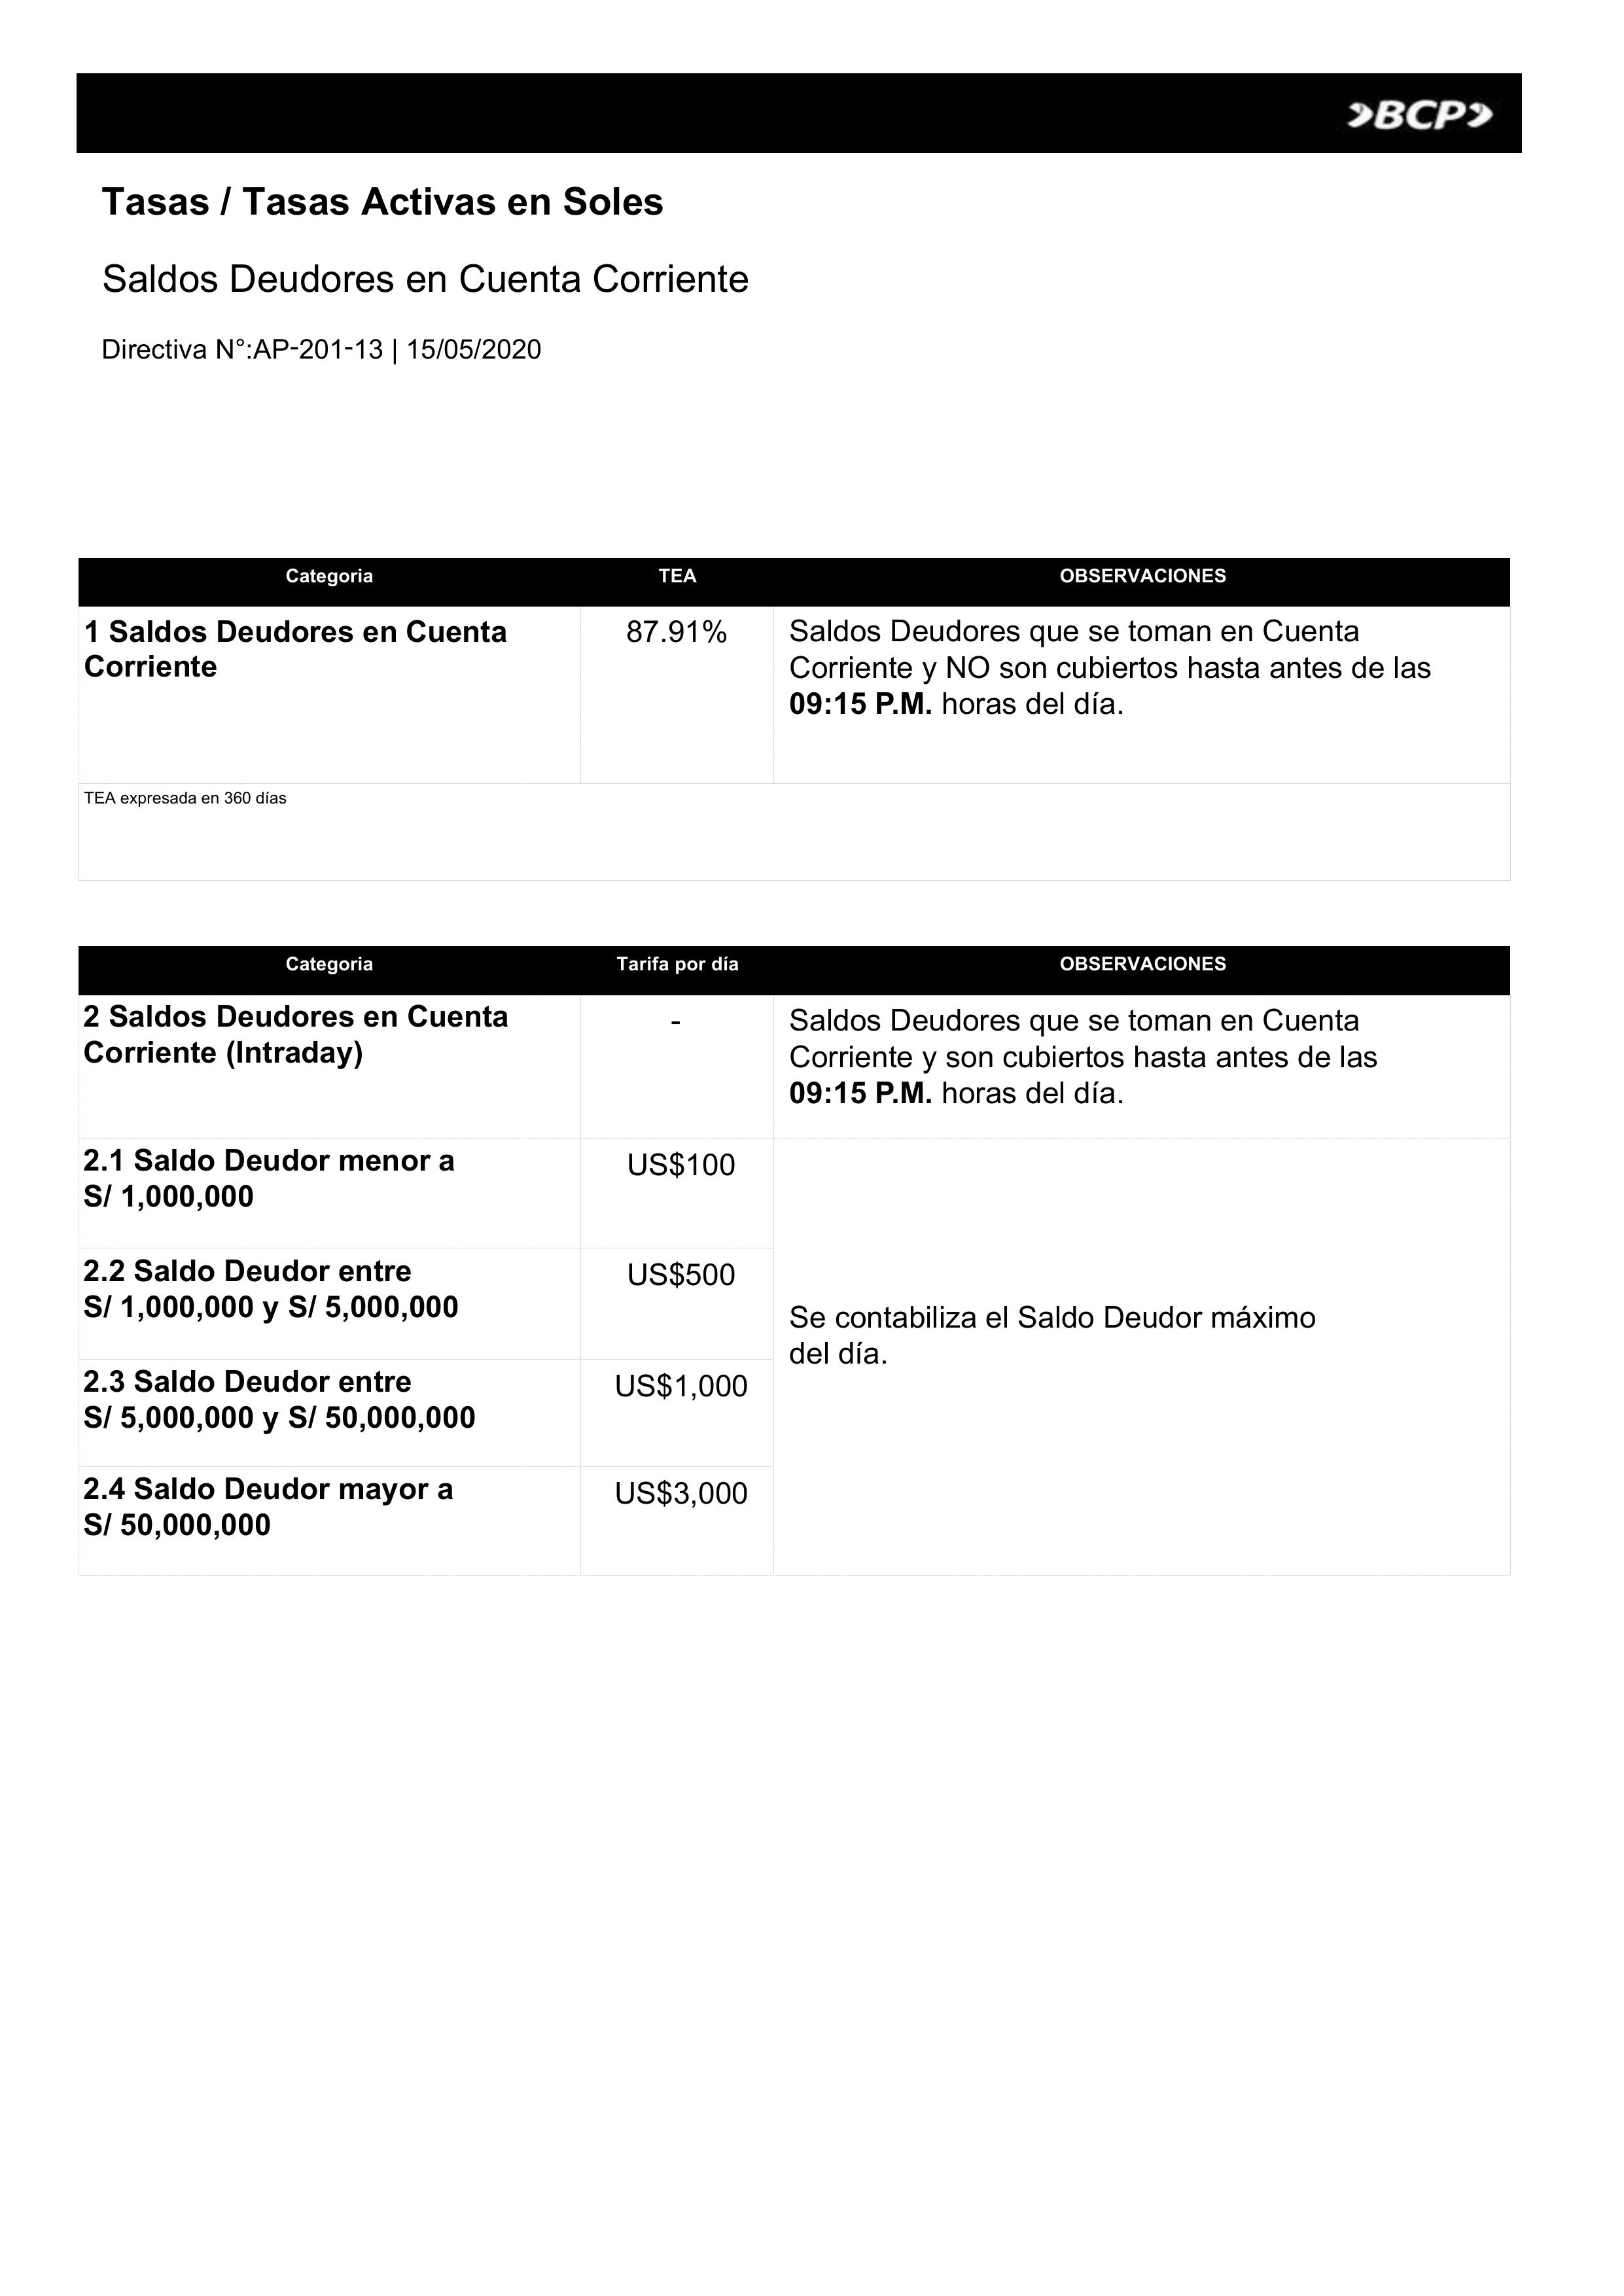 BCP
Tasas / Tasas Activas en Soles
Saldos Deudores en Cuenta Corriente
Directiva N°:AP-201-13 | 15/05/2020
Categoria TEA OBSERVACIONES
1 Saldos Deudores en Cuenta
Corriente
87.91%
Saldos Deudores que se toman en Cuenta
Corriente y NO son cubiertos hasta antes de las
09:15 P.M. horas del día.
TEA expresada en 360 días
Categoria Tarifa por día OBSERVACIONES
2 Saldos Deudores en Cuenta
Corriente (Intraday)
-
Saldos Deudores que se toman en Cuenta
Corriente y son cubiertos hasta antes de las
09:15 P.M. horas del día.
2.1 Saldo Deudor menor a
S/ 1,000,000
US$100
2.2 Saldo Deudor entre
S/ 1,000,000 y S/ 5,000,000
US$500
2.3 Saldo Deudor entre
S/ 5,000,000 y S/ 50,000,000
US$1,000
2.4 Saldo Deudor mayor a
S/ 50,000,000
US$3,000
Se contabiliza el Saldo Deudor máximo
del día.